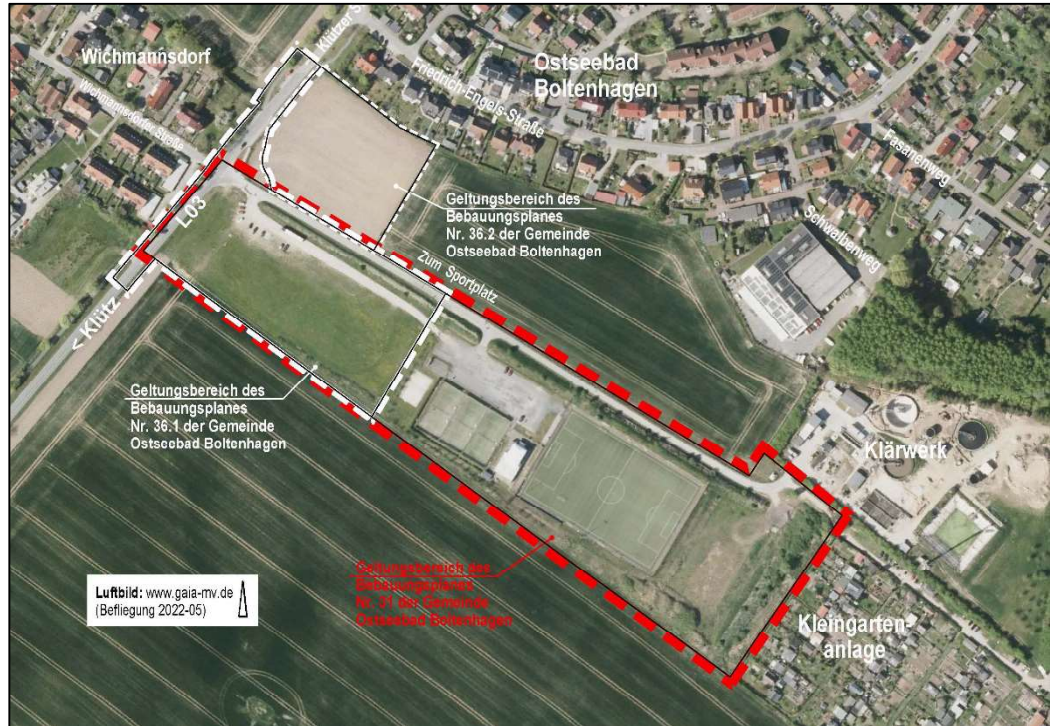 Wichmannsdorf
Wichmannsdorfer Straße
Klützer S
Friedrich-Engels-Straße
Ostseebad
Boltenhagen
Fasanenweg
Schwalbenweg
L03
< Klütz
Geltungsbereich des
Bebauungsplanes
Nr. 36.2 der Gemeinde
Ostseebad Boltenhagen
Zum Sportplatz
Geltungsbereich des
Bebauungsplanes
Nr. 36.1 der Gemeinde
Ostseebad Boltenhagen
Klärwerk
Geltungsbereich des
Bebauungsplanes
Nr. 31 der Gemeinde
Ostseebad Boltenhagen
Luftbild: www.gaia-mv.de
(Befliegung 2022-05)
Kleingarten-
anlage